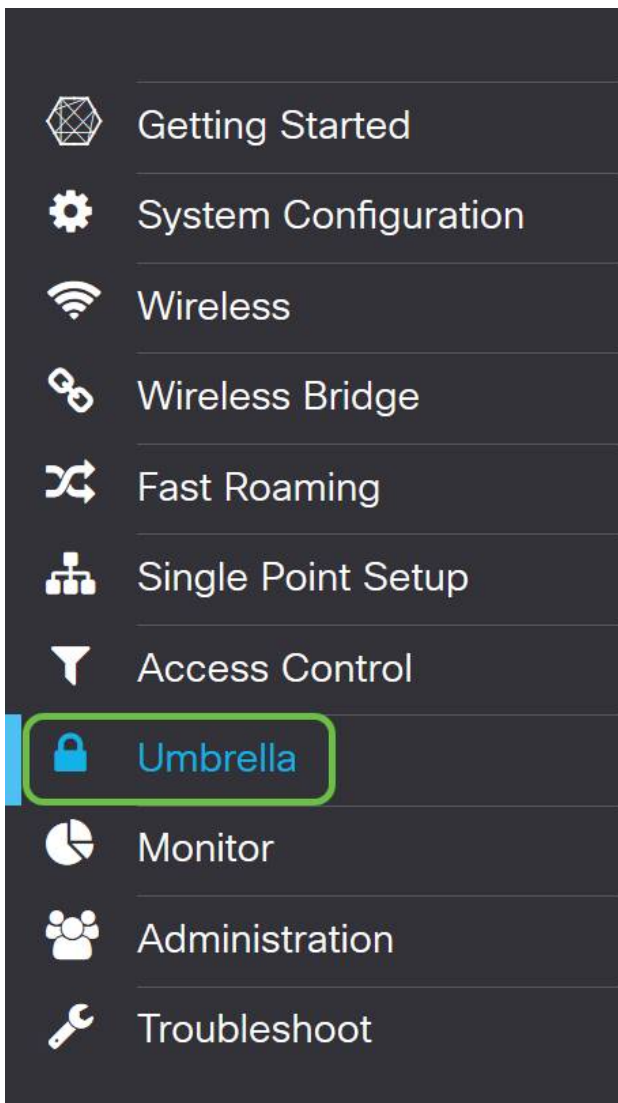 Getting Started
System Configuration
Wireless
Wireless Bridge
Fast Roaming
Single Point Setup
Access Control
Umbrella
Monitor
Administration
Troubleshoot